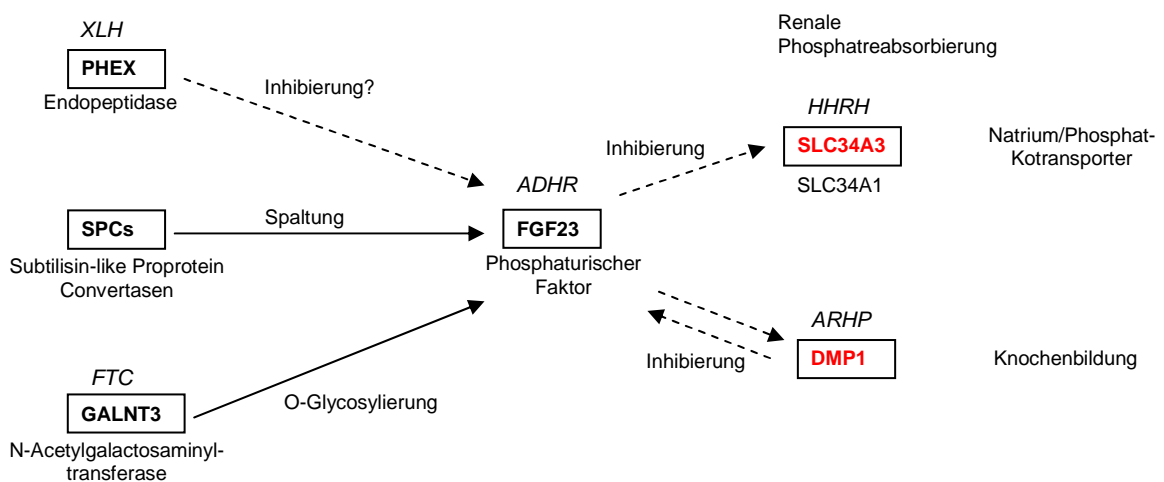 XLH
PHEX
Endopeptidase
Inhibierung?
Renale
Phosphatreabsorbierung
HHRH
SLC34A3
SLC34A1
Natrium/Phosphat-
Kotransporter
Inhibierung
ADHR
FGF23
Phosphaturischer
Faktor
SPCs
Spaltung
Subtilisin-like Proprotein
Convertasen
ARHP
DMP1
Inhibierung
Knochenbildung
FTC
GALNT3
O-Glycosylierung
N-Acetylgalactosaminyl-
transferase